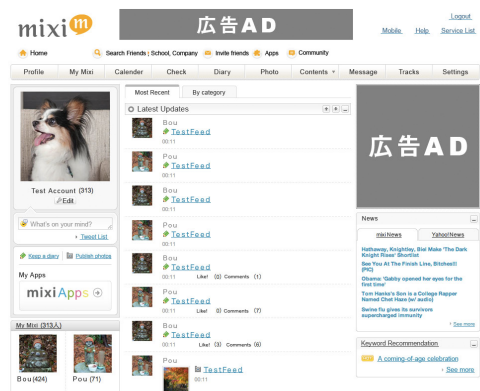 mixi m
広告AD
Logout
Mobile Help Service List
Home
Search Friends | School, Company
Invite friends
Apps
Community
Profile My Mixi Calender Check Diary Photo Contents Message Tracks Settings
Test Account (313)
Edit
What's on your mind?
Tweet List
Keep a diary Publish photos
My Apps
mixi Apps
My Mixi (313人)
Bou(424) Pou (71)
Most Recent By category
Latest Updates
Bou
TestFeed
00:11
Pou
TestFeed
00:11
Bou
TestFeed
00:11
Pou
TestFeed
00:11
Bou
TestFeed
00:11 Like! (0) Comments (1)
Pou
TestFeed
00:11 Like! (0) Comments (7)
Bou
TestFeed
00:11 Like! (3) Comments (6)
Pou
TestFeed
00:11
広告AD
News
mixiNews Yahoo!News
Hathaway, Knightley, Biel Make 'The Dark
Knight Rises' Shortlist
See You At The Finish Line, Bitches!!!
(PIC)
Obama: 'Gabby opened her eyes for the
first time'
Tom Hanks's Son is a College Rapper
Named Chet Haze (w/ audio)
Swine flu gives its survivors
supercharged immunity
See more
Keyword Recommendation
A coming-of-age celebration
See more